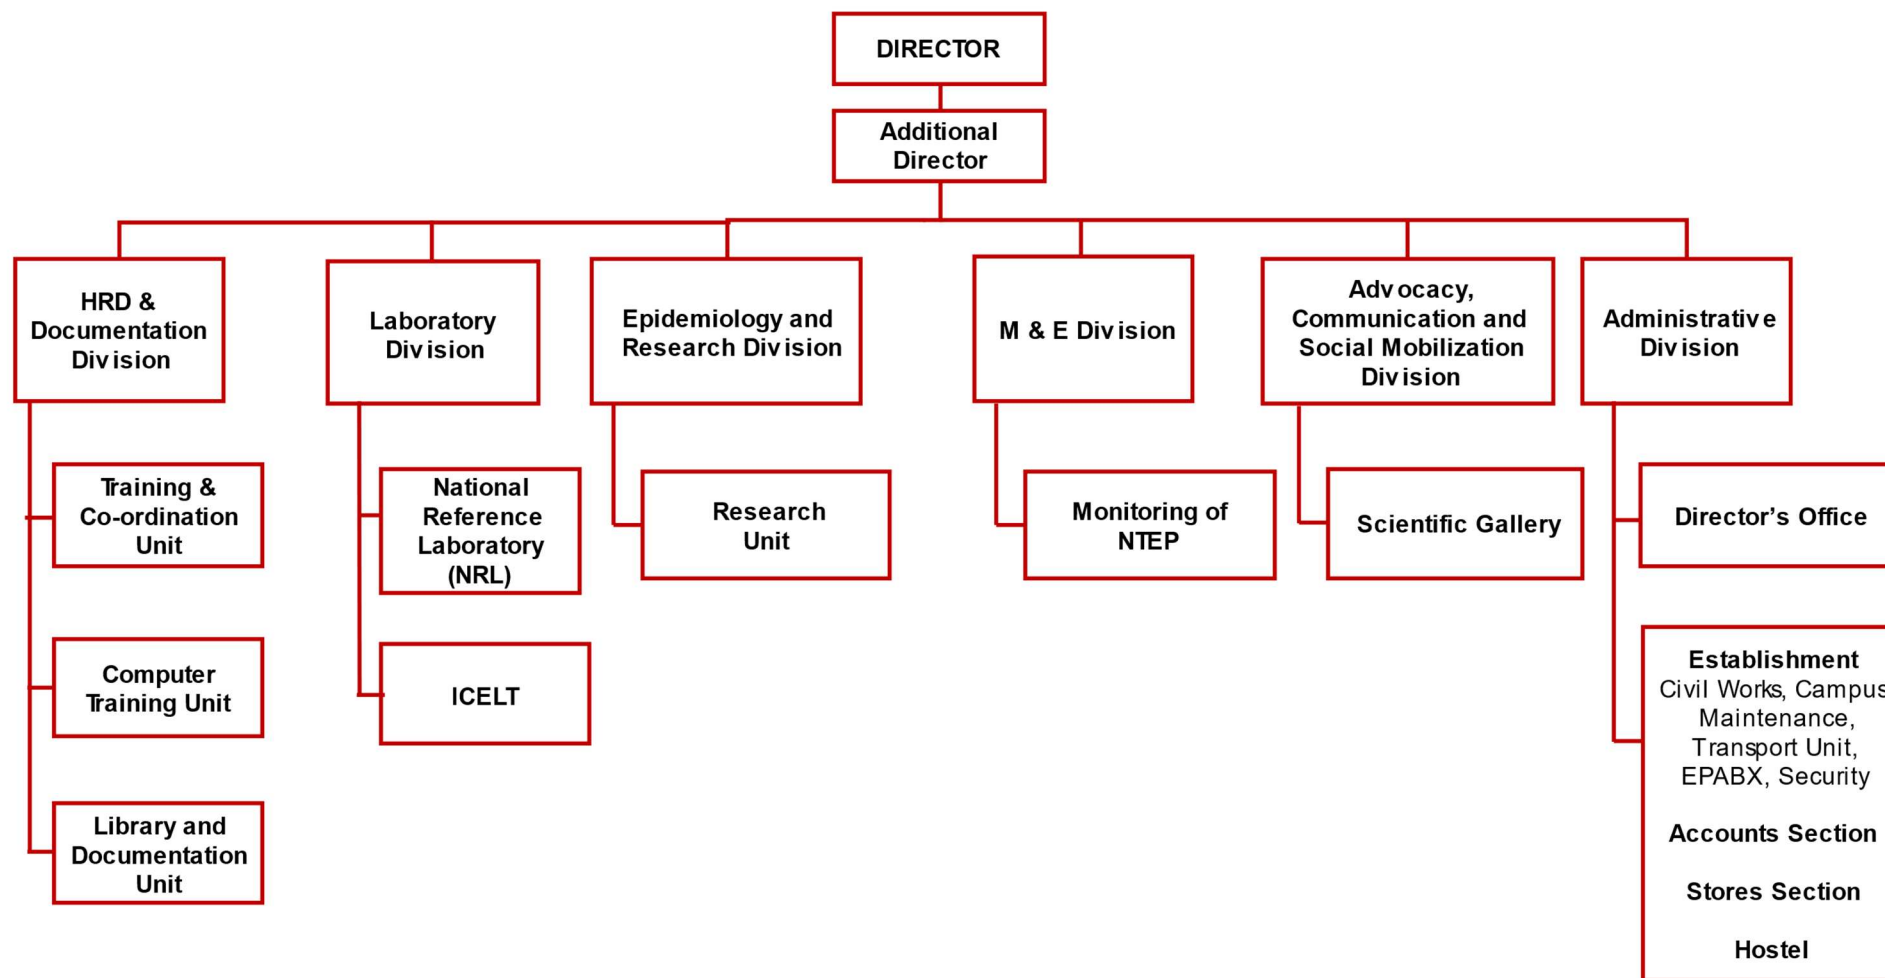 DIRECTOR
Additional
Director
HRD &
Documentation
Division
Laboratory
Division
Epidemiology and
Research Division
M & E Division
Advocacy,
Communication and
Social Mobilization
Division
Administrative
Division
Training &
Co-ordination
Unit
National
Reference
Laboratory
(NRL)
Research
Unit
Monitoring of
NTEP
Scientific Gallery
Director’s Office
Computer
Training Unit
ICELT
Establishment
Civil Works, Campus
Maintenance,
Transport Unit,
EPABX, Security
Accounts Section
Stores Section
Hostel
Library and
Documentation
Unit